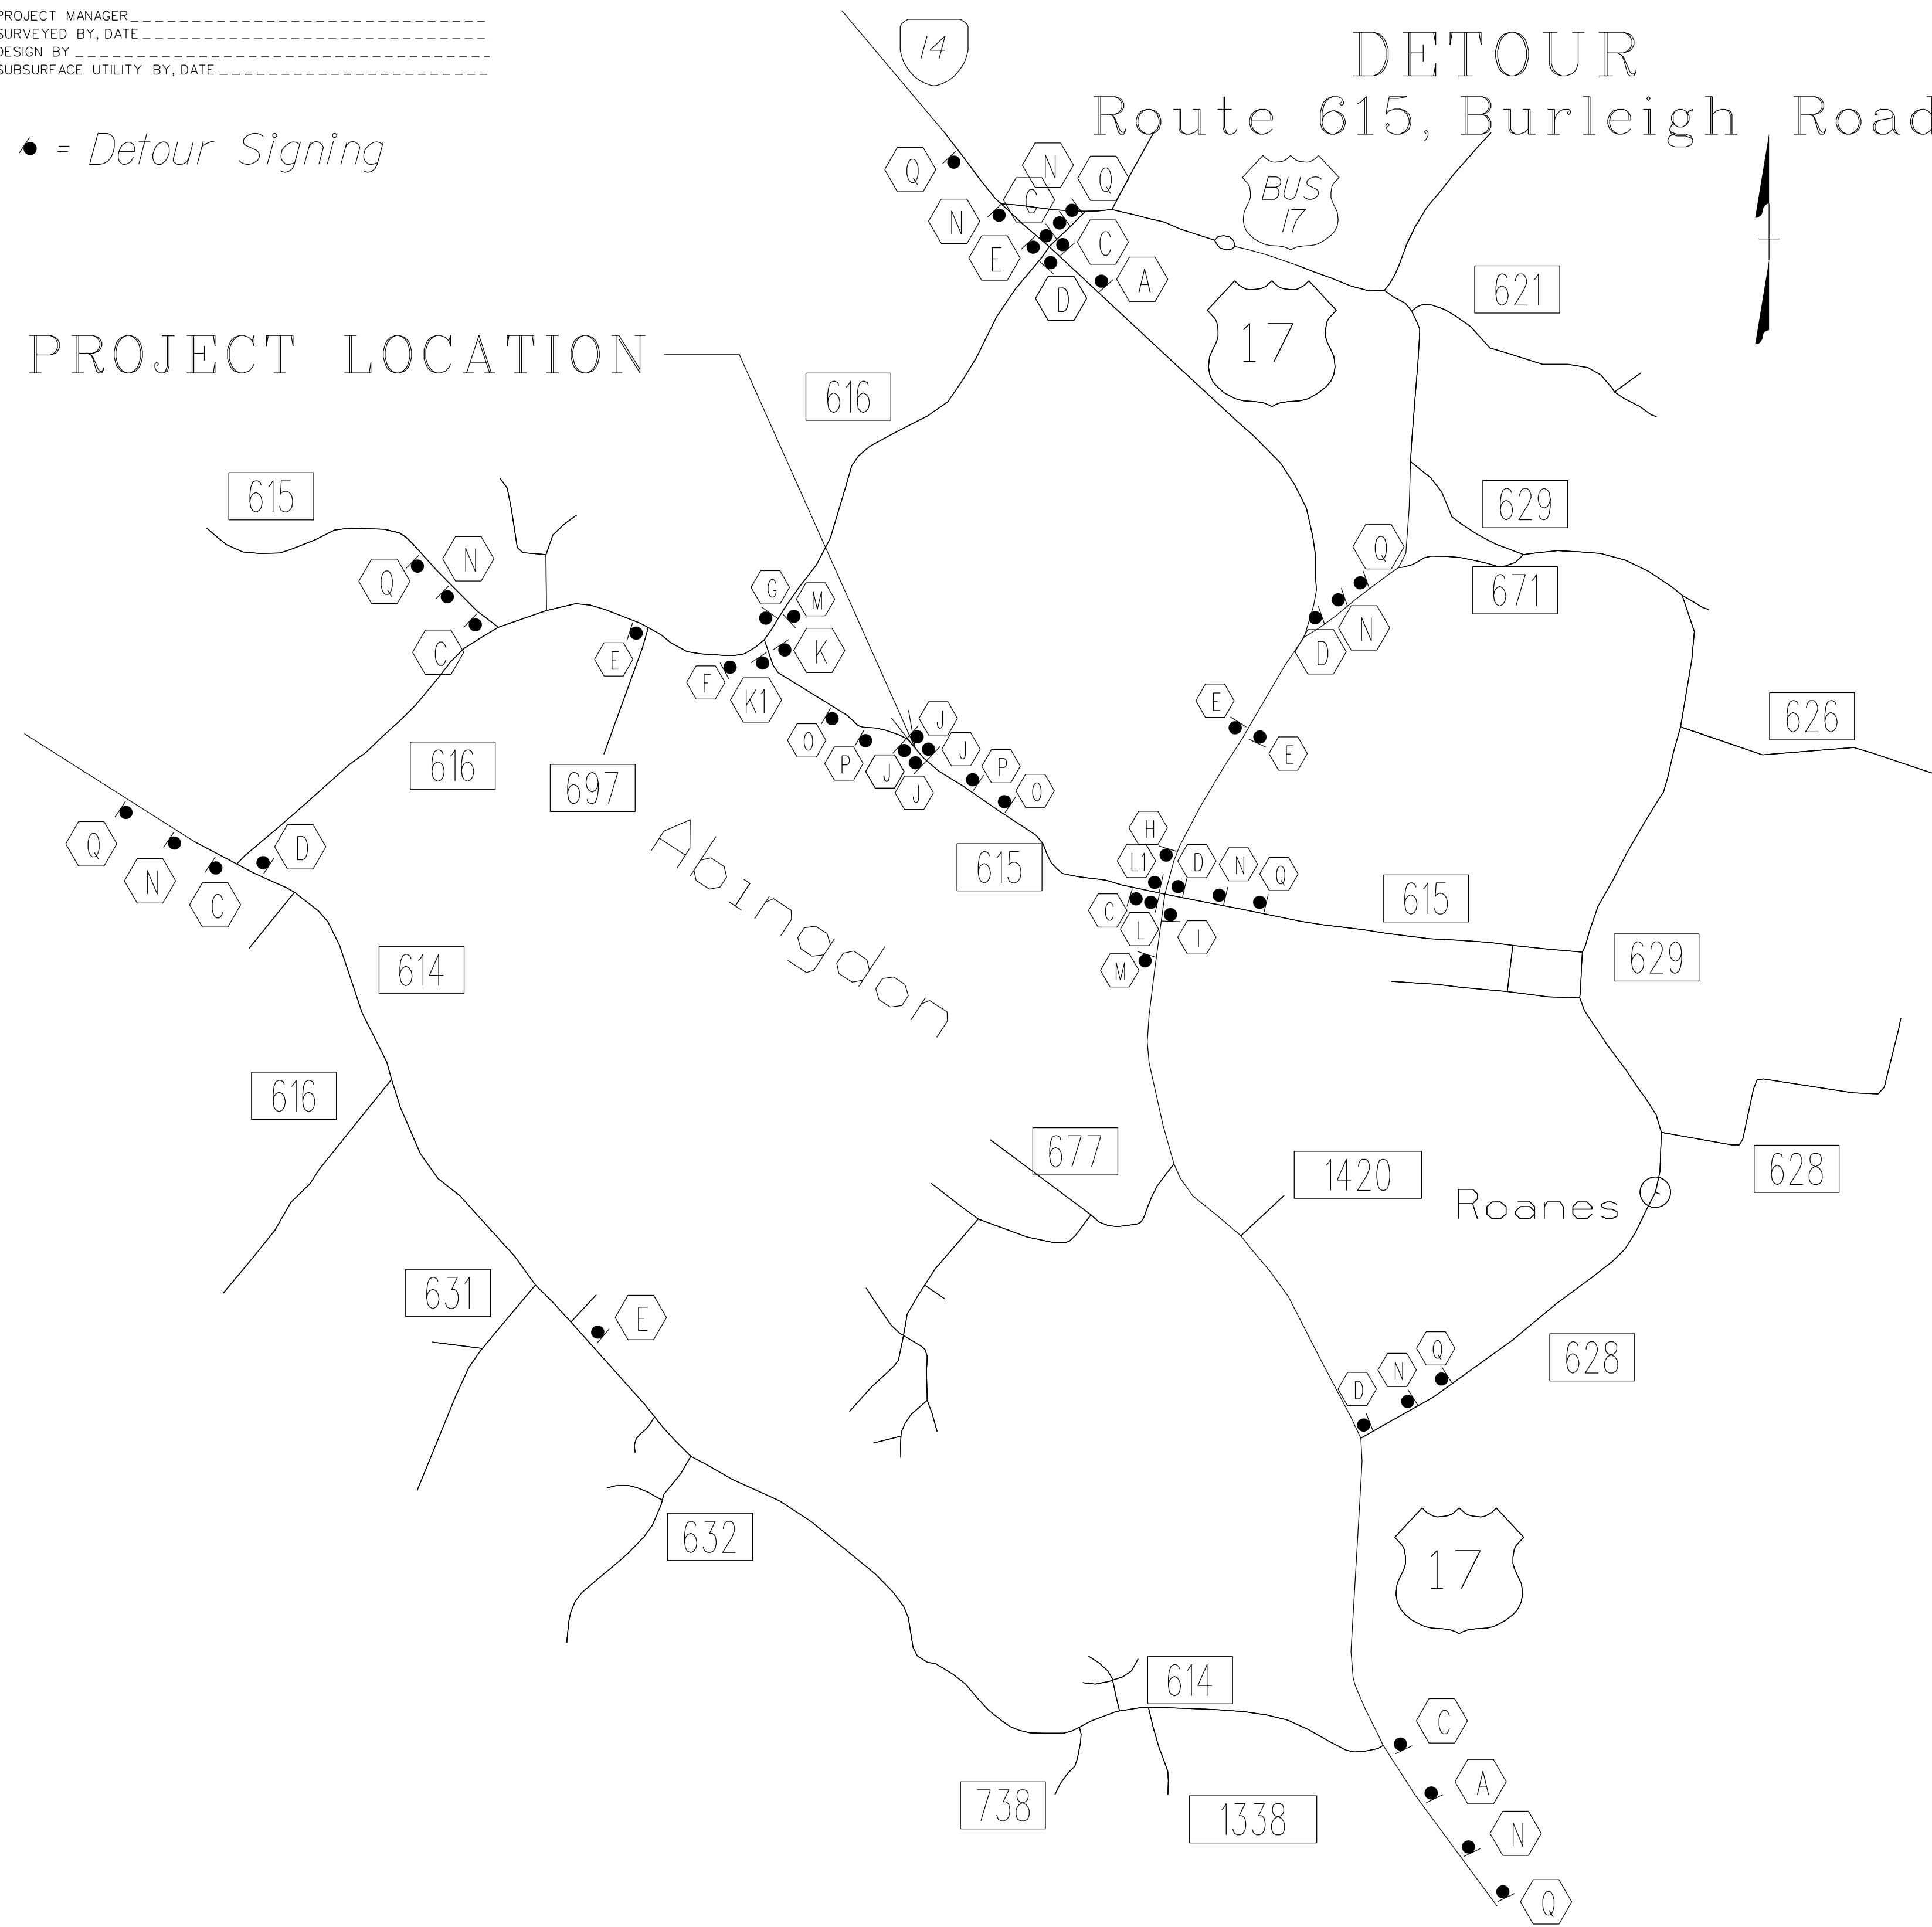 PROJECT MANAGER
SURVEYED BY, DATE
DESIGN BY
SUBSURFACE UTILITY BY, DATE
= Detour Signing
DETOUR
Route 615, Burleigh Road
14
Q
N
C
Q
N
E
C
D
A
BUS
17
17
621
PROJECT LOCATION
616
615
629
Q
N
Q
C
671
G
M
E
K
F
K1
D
N
E
E
626
616
697
O
P
J
J
J
J
P
O
Q
N
C
D
Abingdon
615
H
L1
D
N
Q
C
L
I
M
615
629
614
616
677
1420
Roanes
628
631
E
D
N
Q
628
632
17
614
C
A
738
1338
N
Q